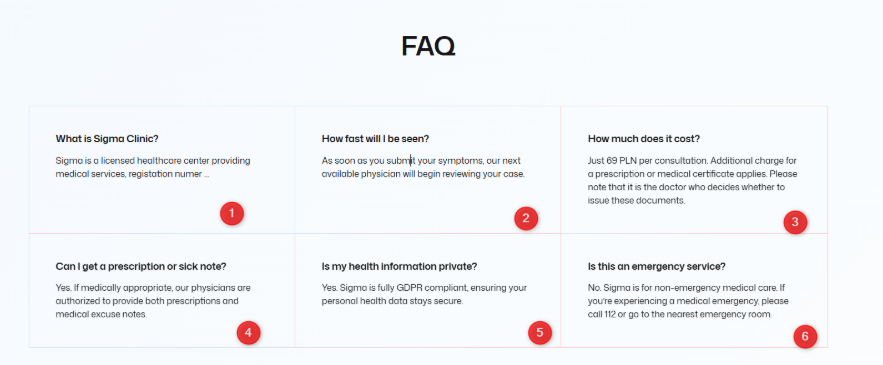 FAQ
What is Sigma Clinic?
Sigma is a licensed healthcare center providing
medical services, registation numer ...
1
How fast will I be seen?
As soon as you submit your symptoms, our next
available physician will begin reviewing your case.
2
How much does it cost?
Just 69 PLN per consultation. Additional charge for
a prescription or medical certificate applies. Please
note that it is the doctor who decides whether to
issue these documents.
3
Can I get a prescription or sick note?
Yes. If medically appropriate, our physicians are
authorized to provide both prescriptions and
medical excuse notes.
4
Is my health information private?
Yes. Sigma is fully GDPR compliant, ensuring your
personal health data stays secure.
5
Is this an emergency service?
No. Sigma is for non-emergency medical care. If
you're experiencing a medical emergency, please
call 112 or go to the nearest emergency room.
6